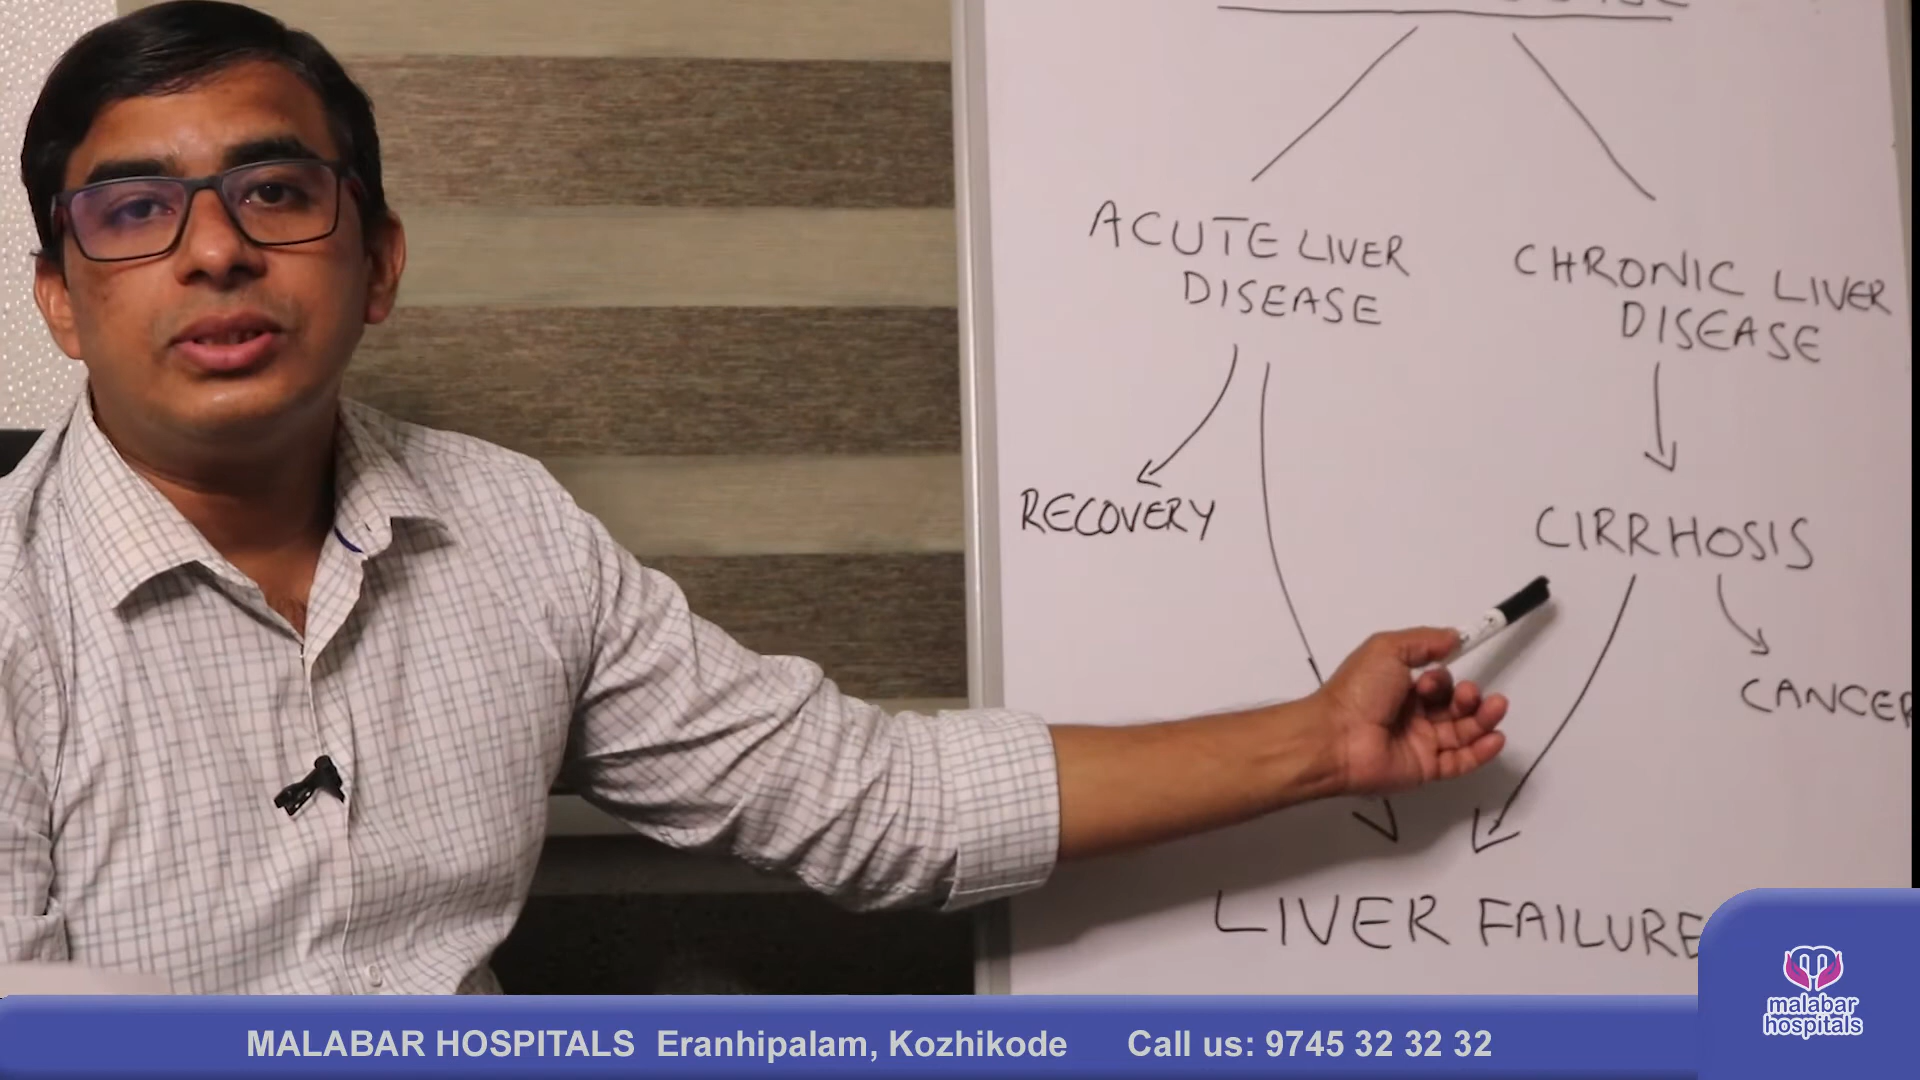 ACUTE LIVER
DISEASE
CHRONIC LIVER
DISEASE
RECOVERY
CIRRHOSIS
CANCER
LIVER FAILURE
malabar
hospitals
MALABAR HOSPITALS Eranhipalam, Kozhikode Call us: 9745 32 32 32